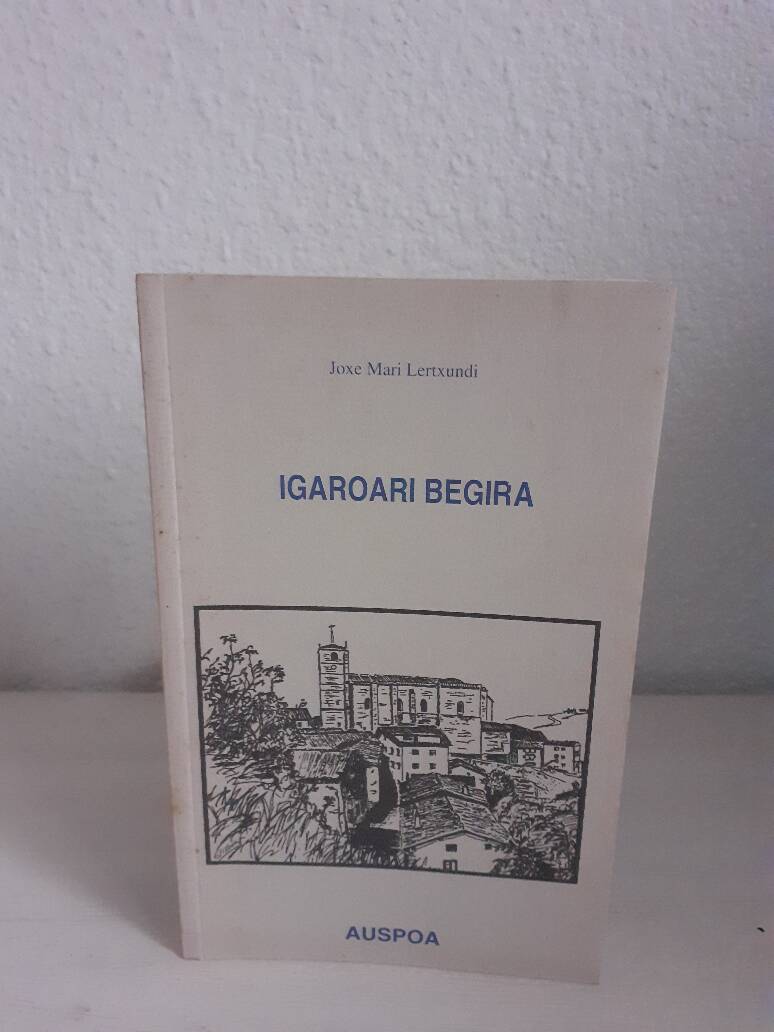 Joxe Mari Lertxundi
IGAROARI BEGIRA
AUSPOA